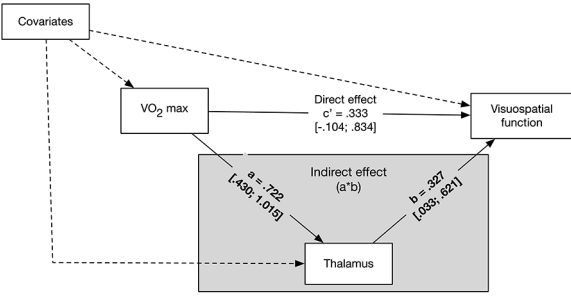 Covariates
VO2 max
Direct effect
c' = .333
[-.104; .834]
Visuospatial
function
Indirect effect
(a*b)
a = .722
[.430; 1.015]
b = .327
[.033; .621]
Thalamus